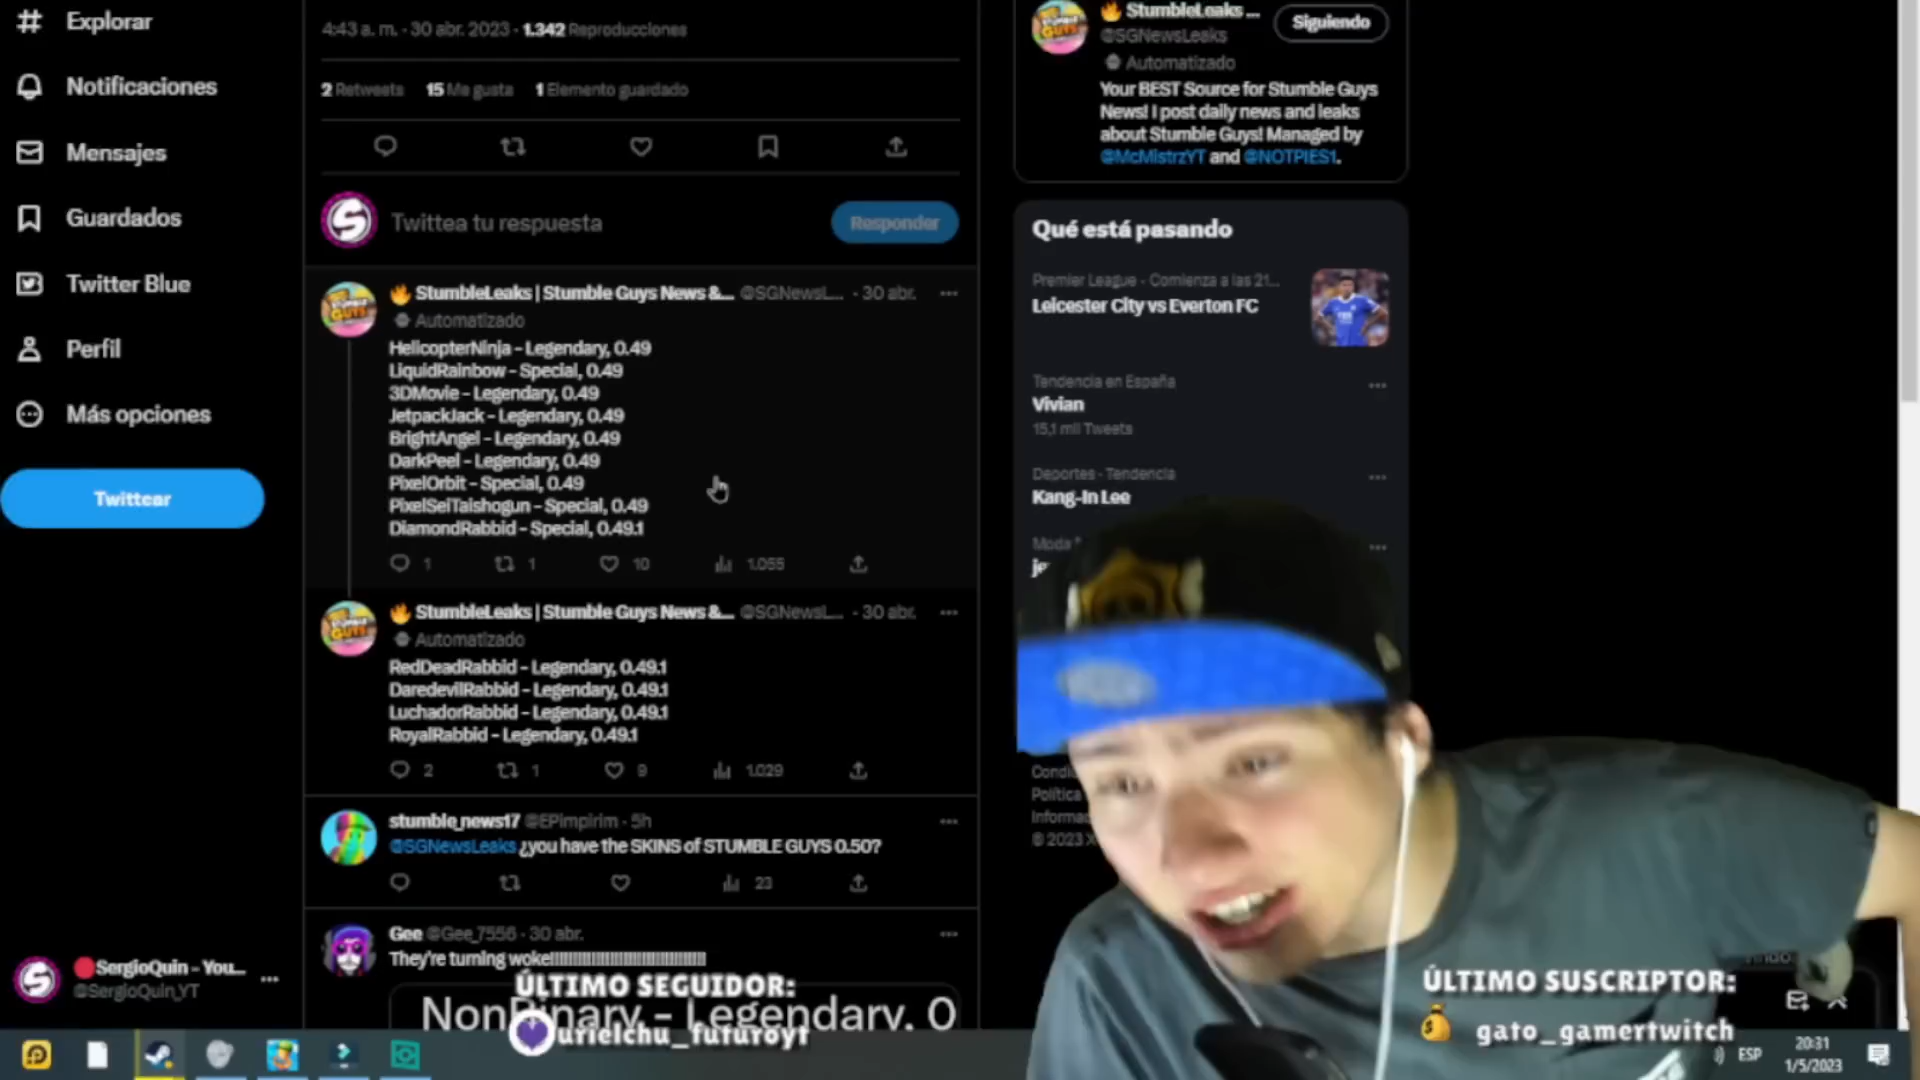 Explorar
Notificaciones
Mensajes
Guardados
Twitter Blue
Perfil
Más opciones
Twittear
SergioQuin - You...
@SergioQuin_YT
4:43 a. m. · 30 abr. 2023 · 1.342 Reproducciones
2 Retweets 15 Me gusta 1 Elemento guardado
Twittea tu respuesta
Responder
StumbleLeaks | Stumble Guys News &... @SGNewsL... · 30 abr.
Automatizado
HelicopterNinja - Legendary, 0.49
LiquidRainbow - Special, 0.49
3DMovie - Legendary, 0.49
JetpackJack - Legendary, 0.49
BrightAngel - Legendary, 0.49
DarkPeel - Legendary, 0.49
PixelOrbit - Special, 0.49
PixelSeiTaishogun - Special, 0.49
DiamondRabbid - Special, 0.49.1
1 1 10 1.055
StumbleLeaks | Stumble Guys News &... @SGNewsL... · 30 abr.
Automatizado
RedDeadRabbid - Legendary, 0.49.1
DaredevilRabbid - Legendary, 0.49.1
LuchadorRabbid - Legendary, 0.49.1
RoyalRabbid - Legendary, 0.49.1
2 1 9 1.029
stumble_news17 @EPimpirim · 5h
@SGNewsLeaks ¿you have the SKINS of STUMBLE GUYS 0.50?
23
Gee @Gee_7556 · 30 abr.
They're turning woke!!!!!!!!!!!!!!!!!!!!!!!!!!!!!!
NonBinary - Legendary, 0
ÚLTIMO SEGUIDOR:
urielchu_futuroyt
StumbleLeaks ...
Siguiendo
@SGNewsLeaks
Automatizado
Your BEST Source for Stumble Guys
News! I post daily news and leaks
about Stumble Guys! Managed by
@McMistrzYT and @NOTPIES1.
Qué está pasando
Premier League · Comienza a las 21...
Leicester City vs Everton FC
Tendencia en España
Vivian
15,1 mil Tweets
Deportes · Tendencia
Kang-In Lee
Moda
Condi
Política
Informa
© 2023 X
ÚLTIMO SUSCRIPTOR:
gato_gamertwitch
ESP
20:31
1/5/2023